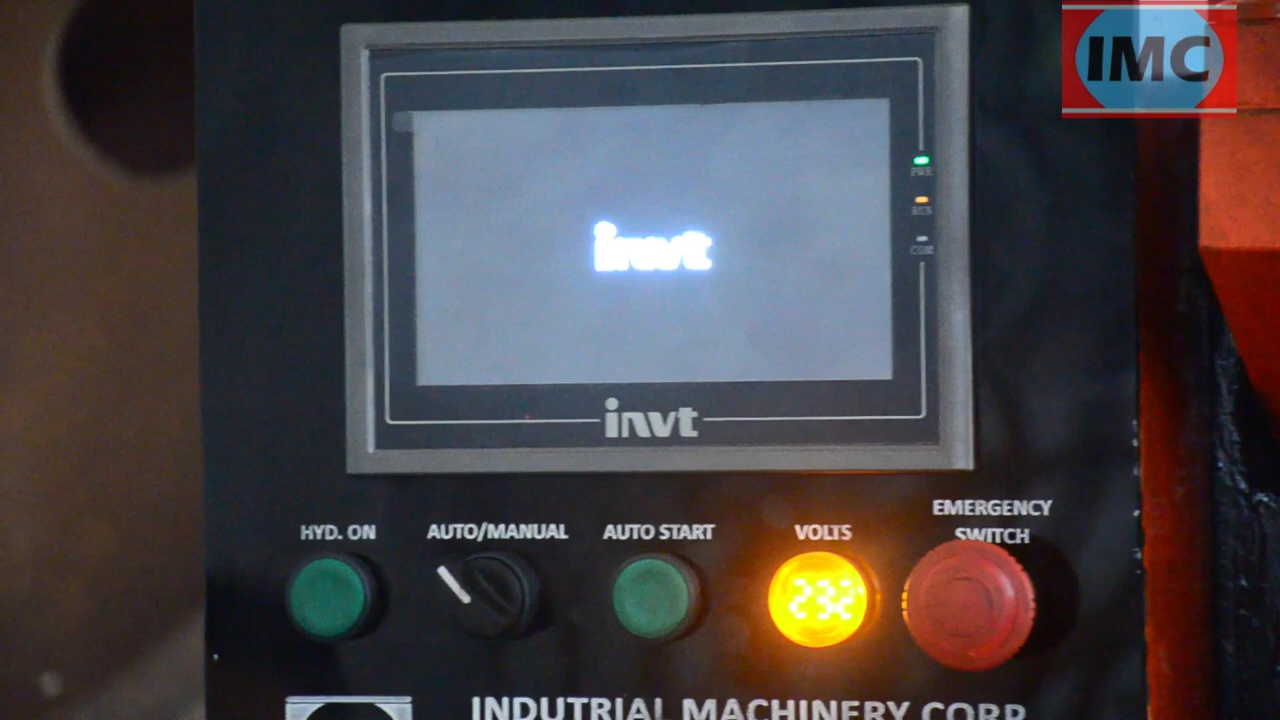 IMC
invt
PWR
RUN
COM
invt
HYD. ON
AUTO/MANUAL
AUTO START
VOLTS
EMERGENCY
SWITCH
232
INDUTRIAL MACHINERY CORP